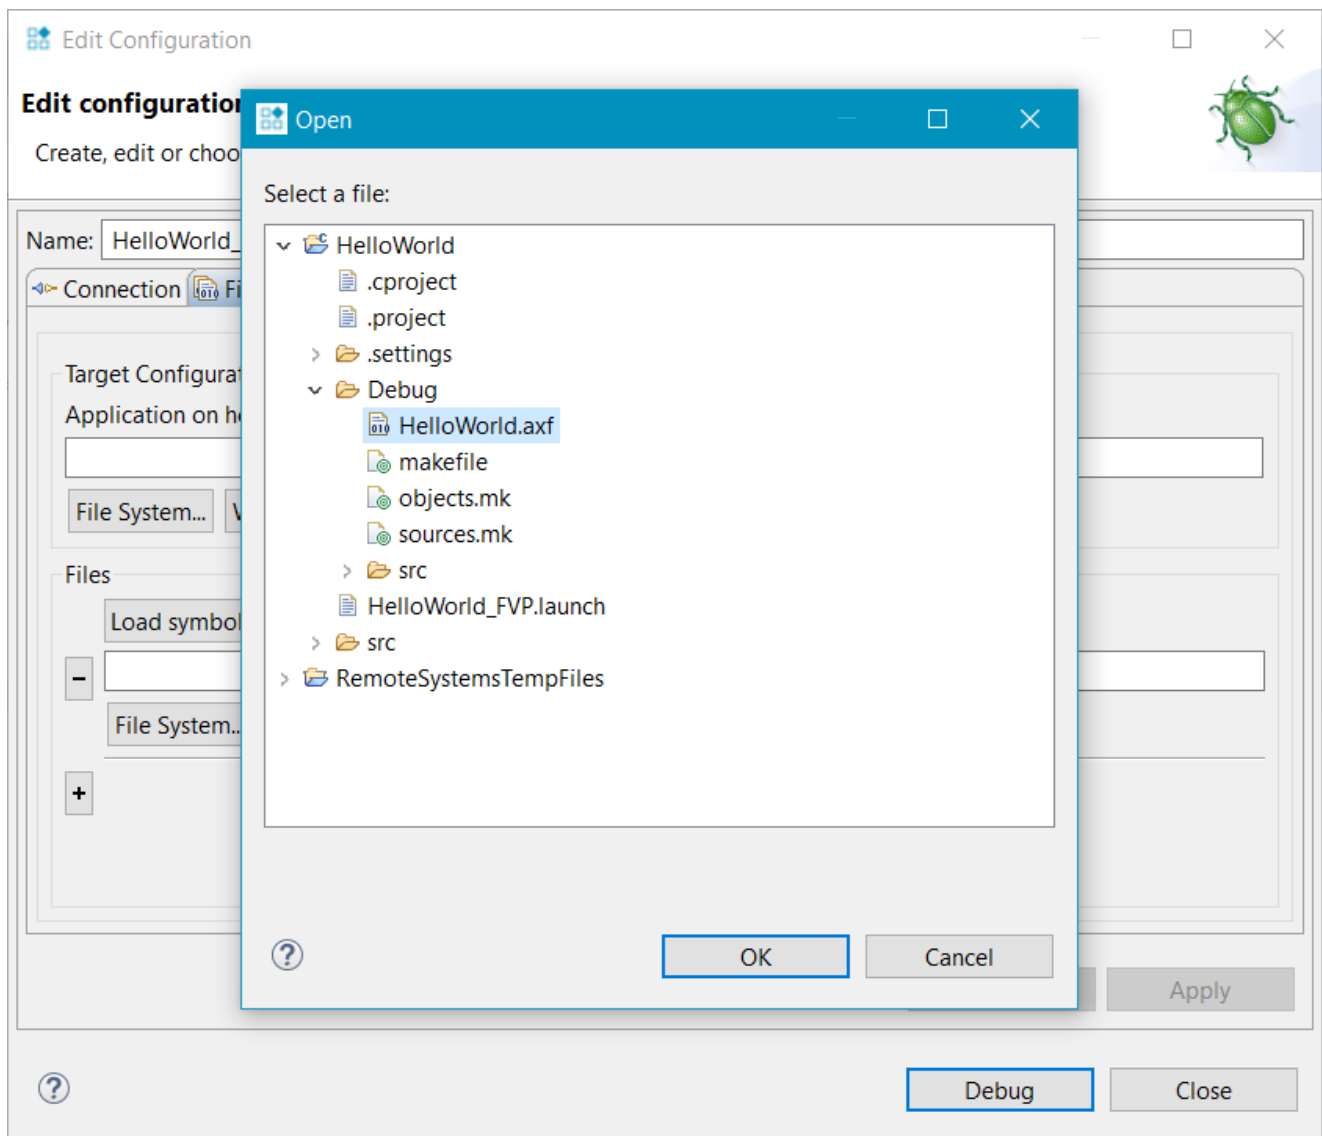 Edit Configuration
Edit configuration
Create, edit or choo
Open
Select a file:
Name: HelloWorld_
Connection Fi
HelloWorld
.cproject
.project
.settings
Debug
HelloWorld.axf
makefile
objects.mk
sources.mk
src
HelloWorld_FVP.launch
src
RemoteSystemsTempFiles
Target Configurat
Application on h
File System...
Files
Load symbol
-
File System..
+
OK Cancel
Apply
Debug Close